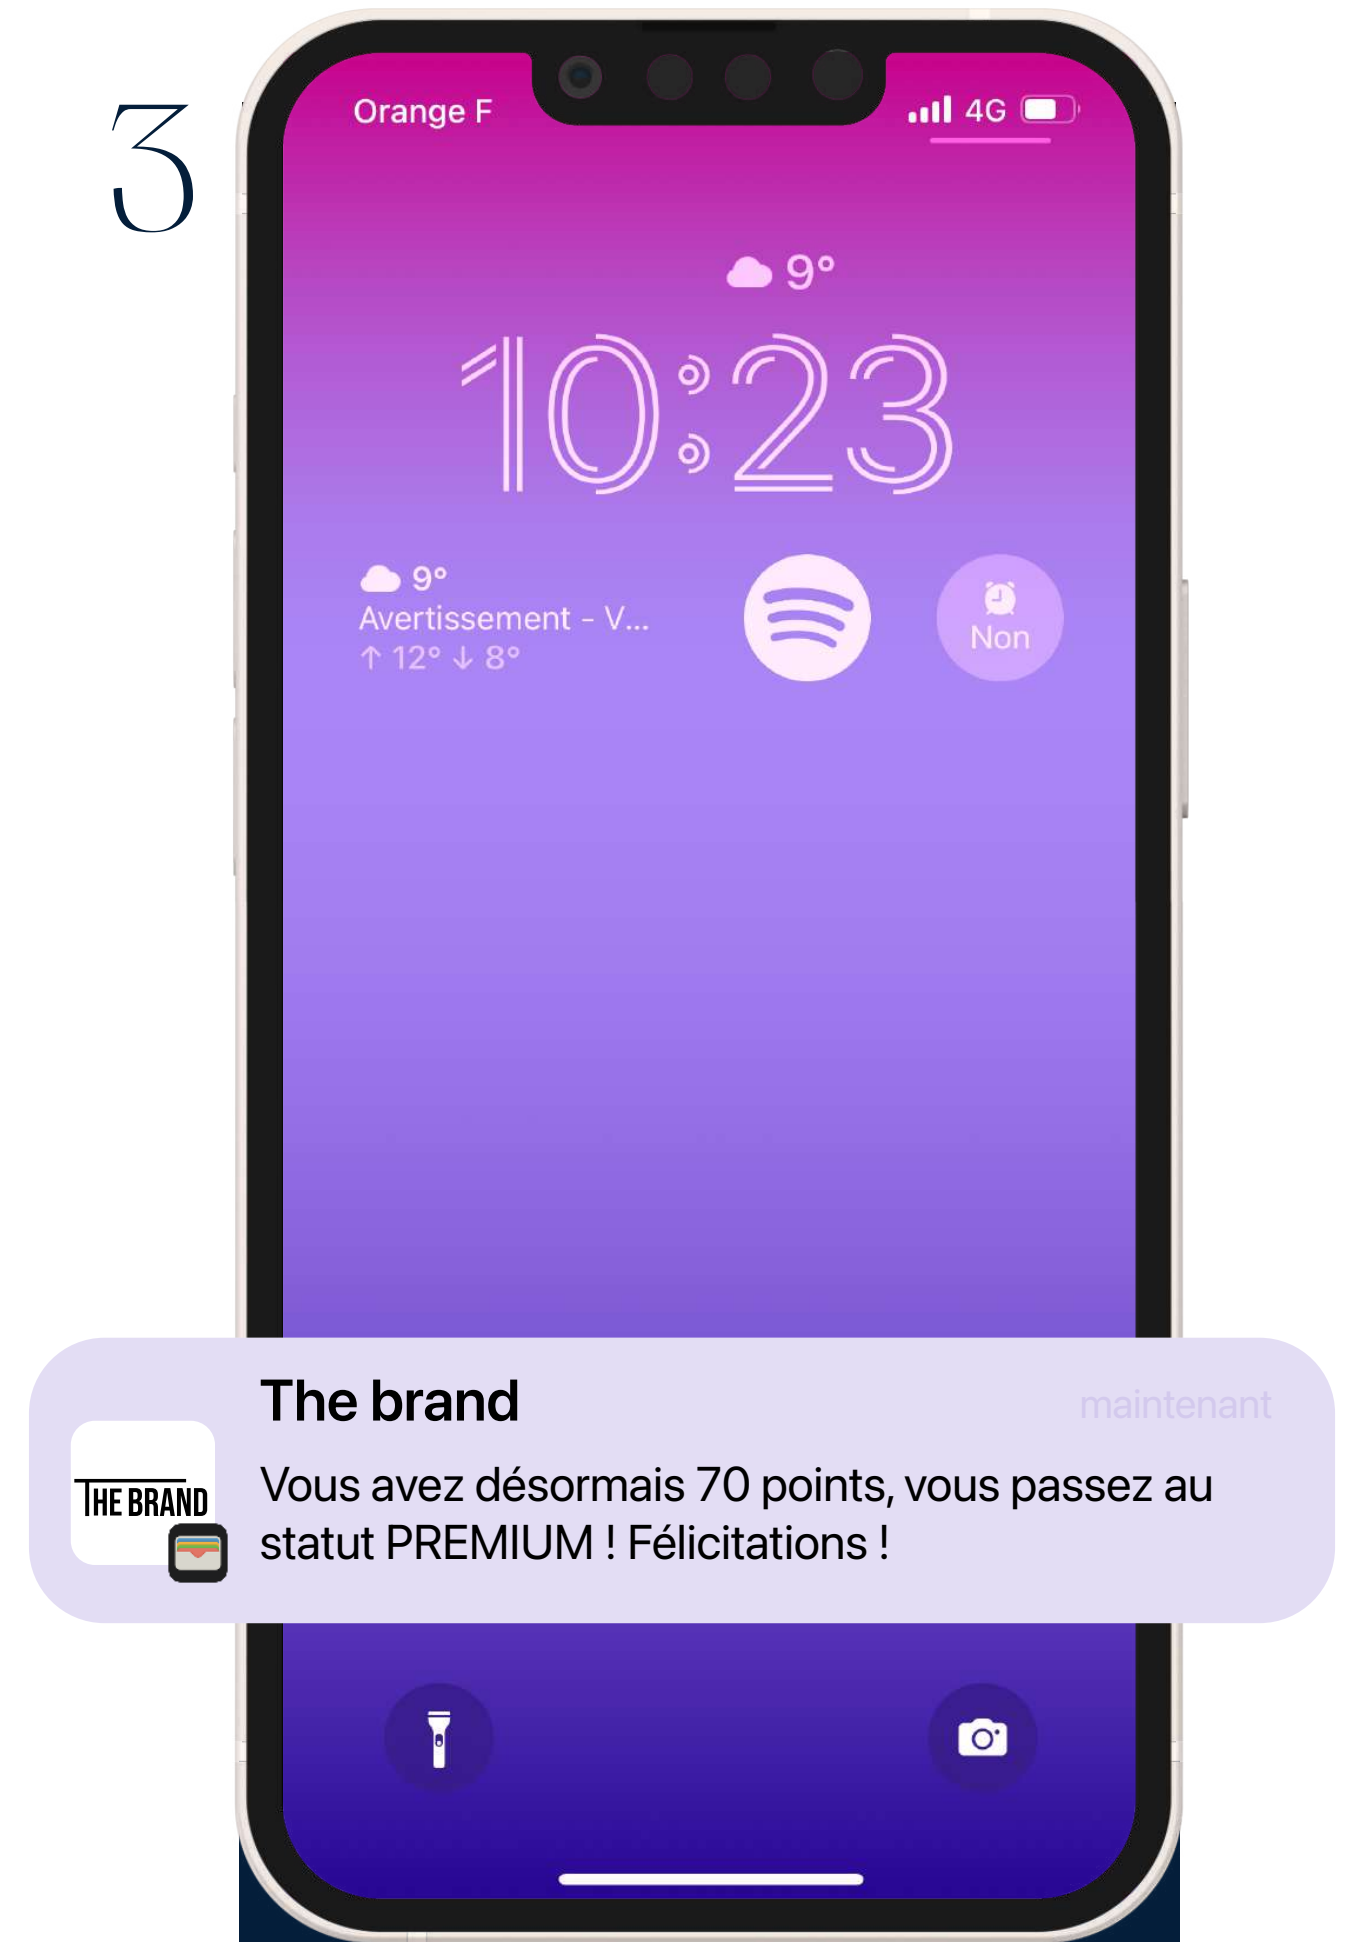 3
Orange F
4G
9°
10:23
9°
Avertissement - V...
↑ 12° ↓ 8°
Non
The brand
maintenant
THE BRAND
Vous avez désormais 70 points, vous passez au
statut PREMIUM ! Félicitations !